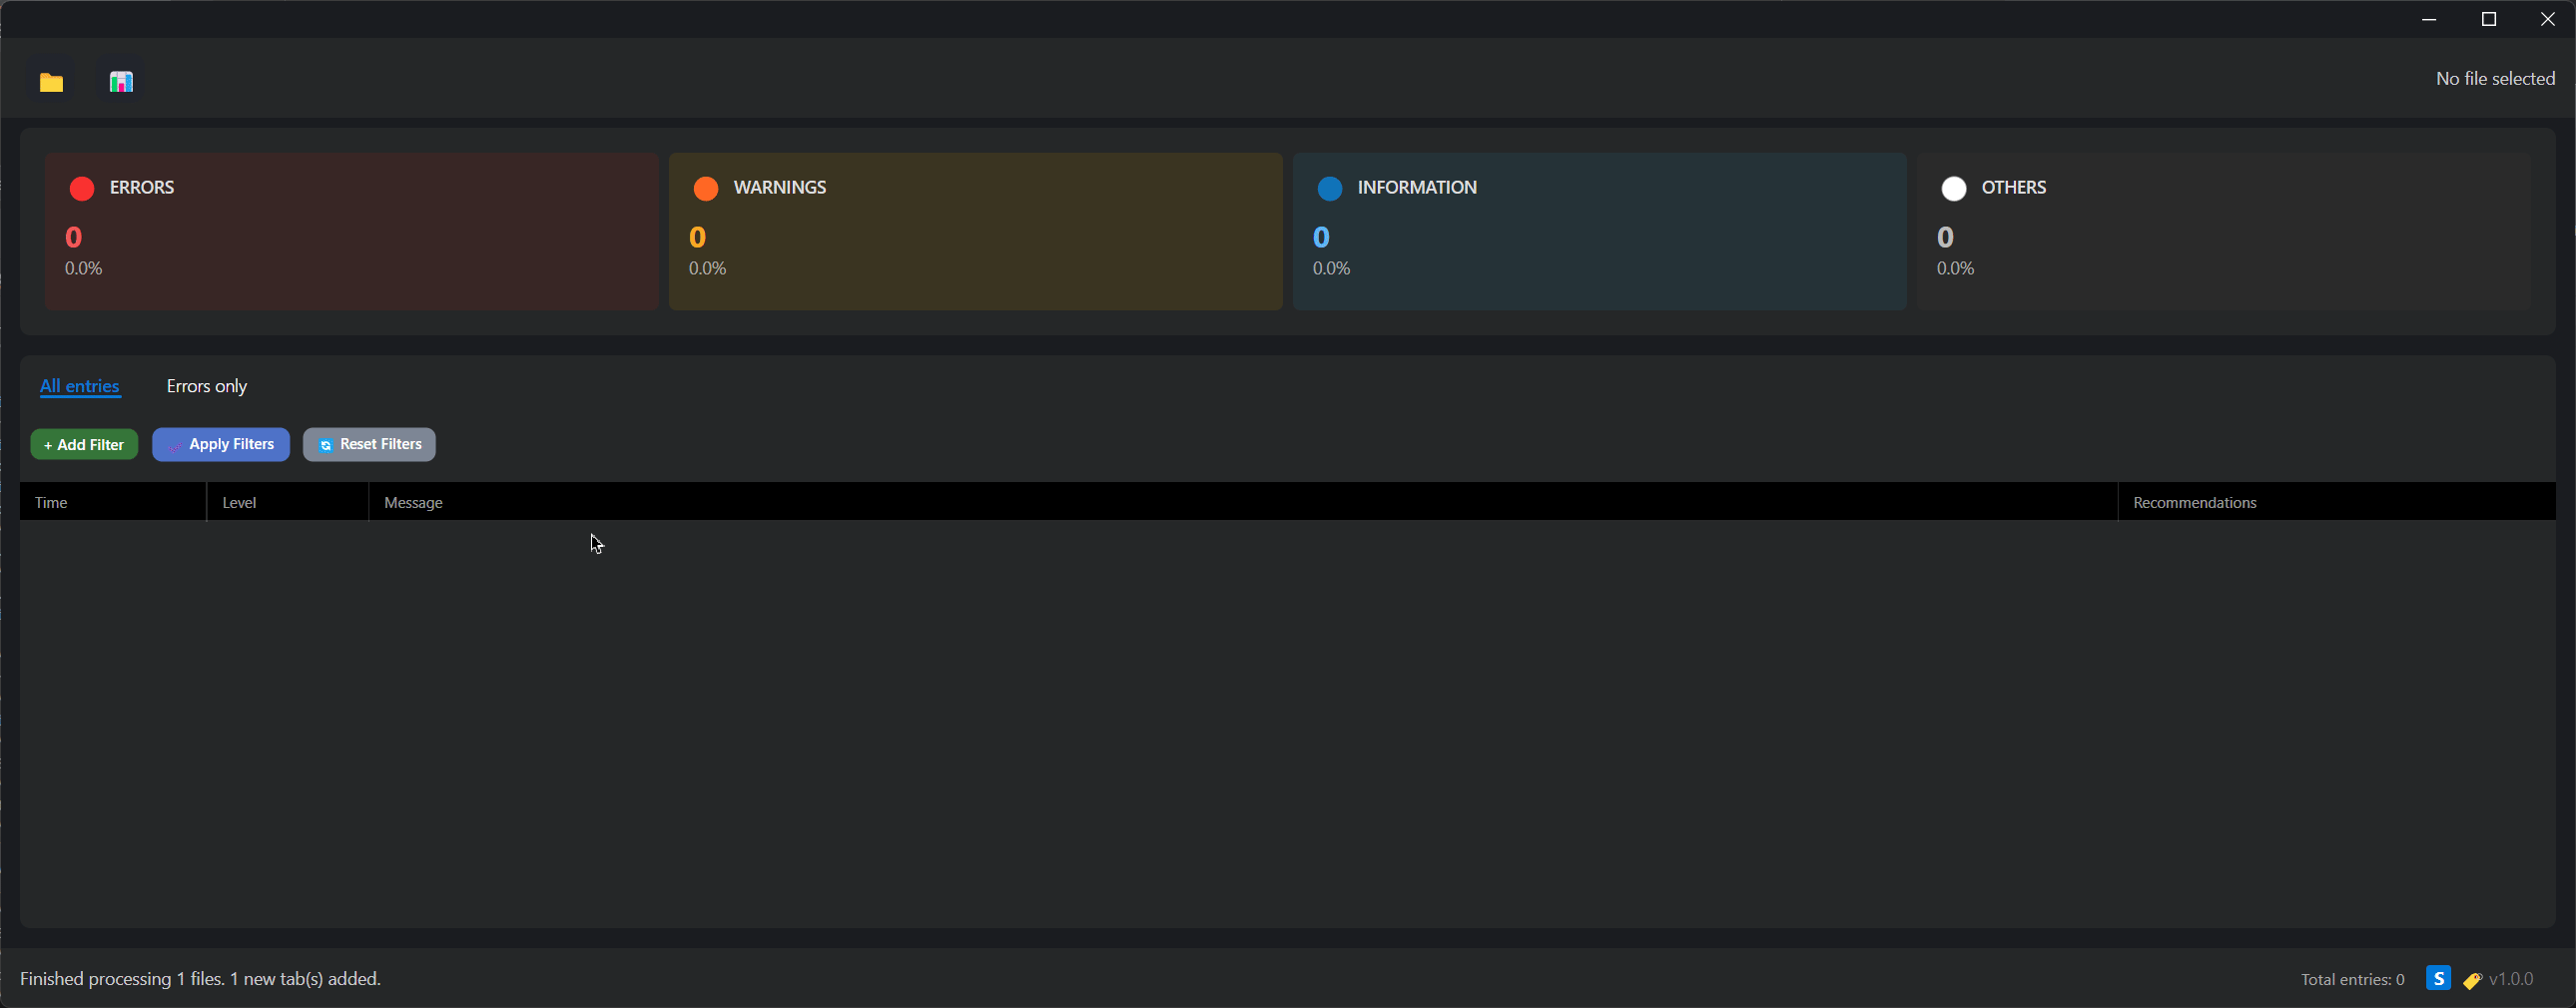 No file selected
ERRORS
0
0.0%
WARNINGS
0
0.0%
INFORMATION
0
0.0%
OTHERS
0
0.0%
All entries
Errors only
+ Add Filter
Apply Filters
Reset Filters
Time
Level
Message
Recommendations
Finished processing 1 files. 1 new tab(s) added.
Total entries: 0
S
v1.0.0